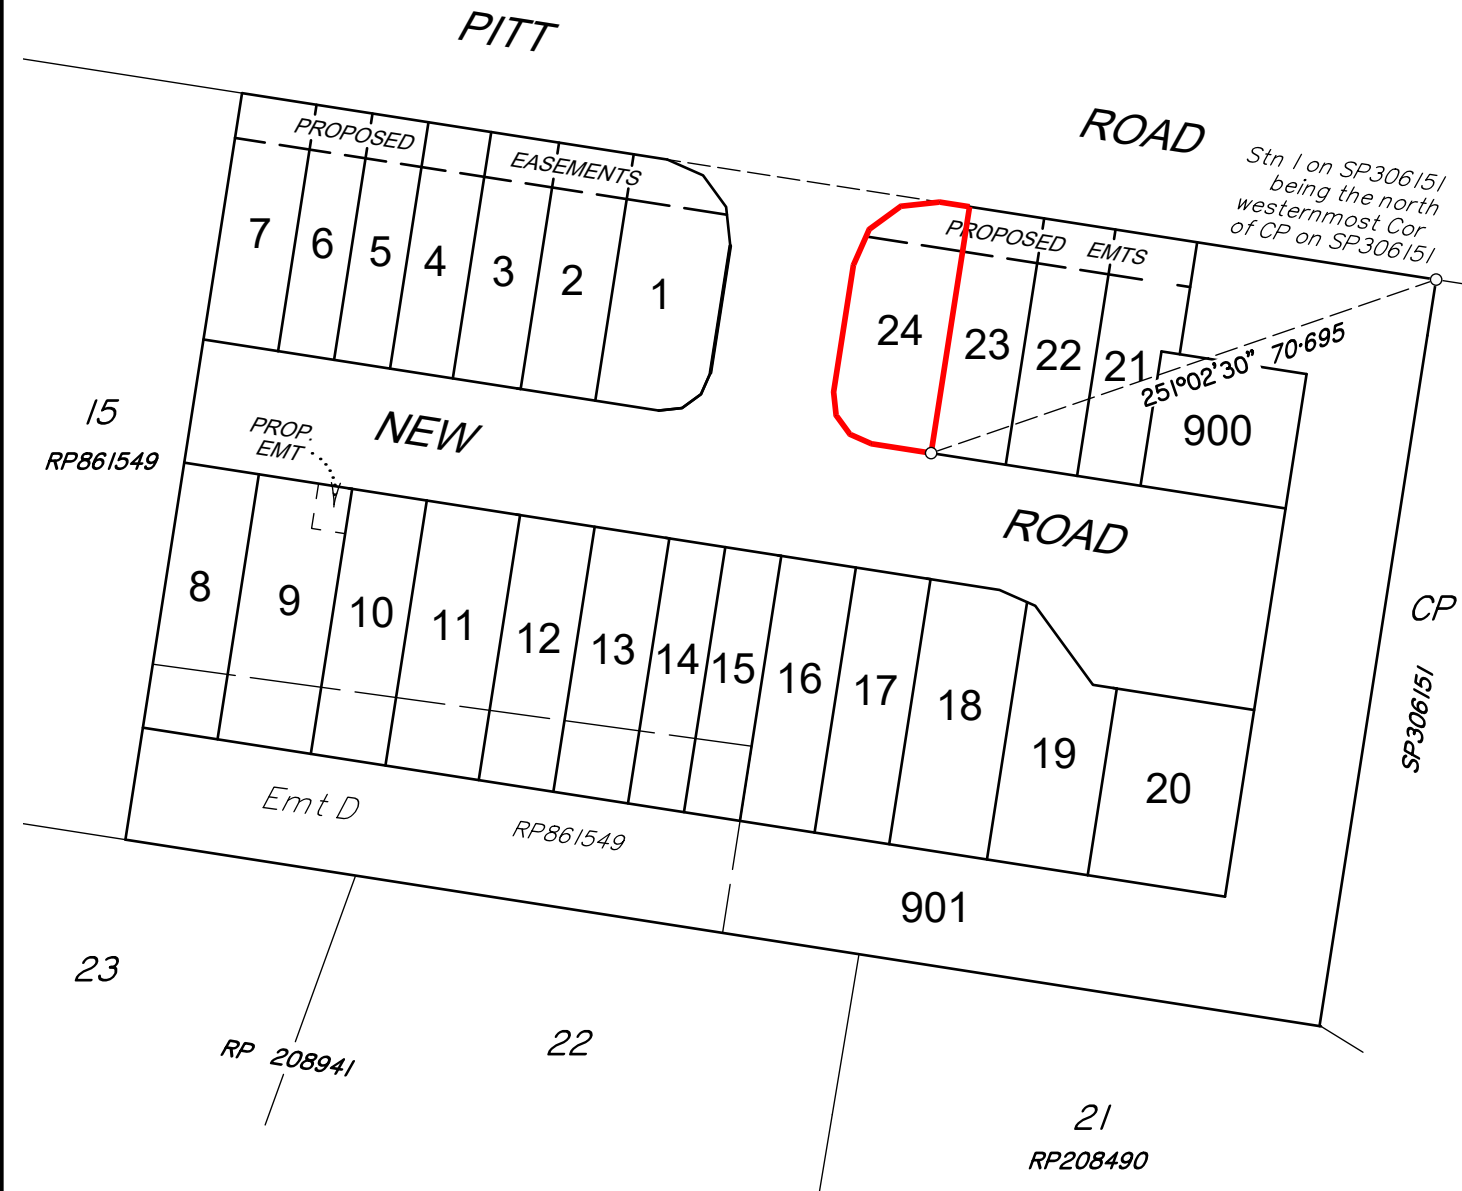 PITT
ROAD
Stn 1 on SP306151
being the north
westernmost Cor
of CP on SP306151
PROPOSED
EASEMENTS
PROPOSED EMTS
7
6
5
4
3
2
1
24
23
22
21
251°02'30" 70·695
900
15
RP861549
PROP.
EMT
NEW
ROAD
8
9
10
11
12
13
14
15
16
17
18
19
20
CP
SP306151
Emt D
RP861549
901
23
RP 208941
22
21
RP208490